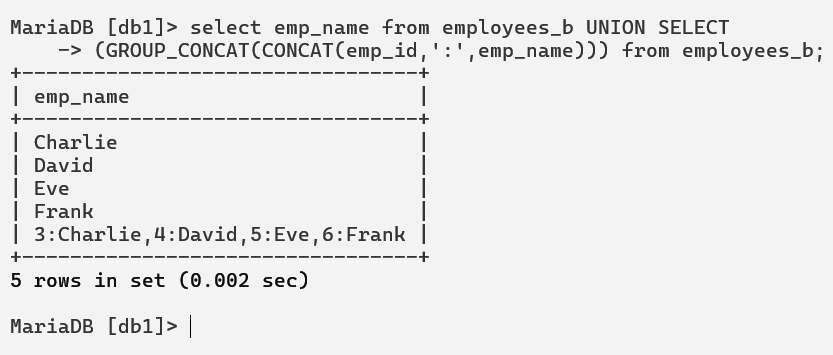 MariaDB [db1]> select emp_name from employees_b UNION SELECT
    -> (GROUP_CONCAT(CONCAT(emp_id,':',emp_name))) from employees_b;
+---------------------------------+
| emp_name                        |
+---------------------------------+
| Charlie                         |
| David                           |
| Eve                             |
| Frank                           |
| 3:Charlie,4:David,5:Eve,6:Frank |
+---------------------------------+
5 rows in set (0.002 sec)

MariaDB [db1]>